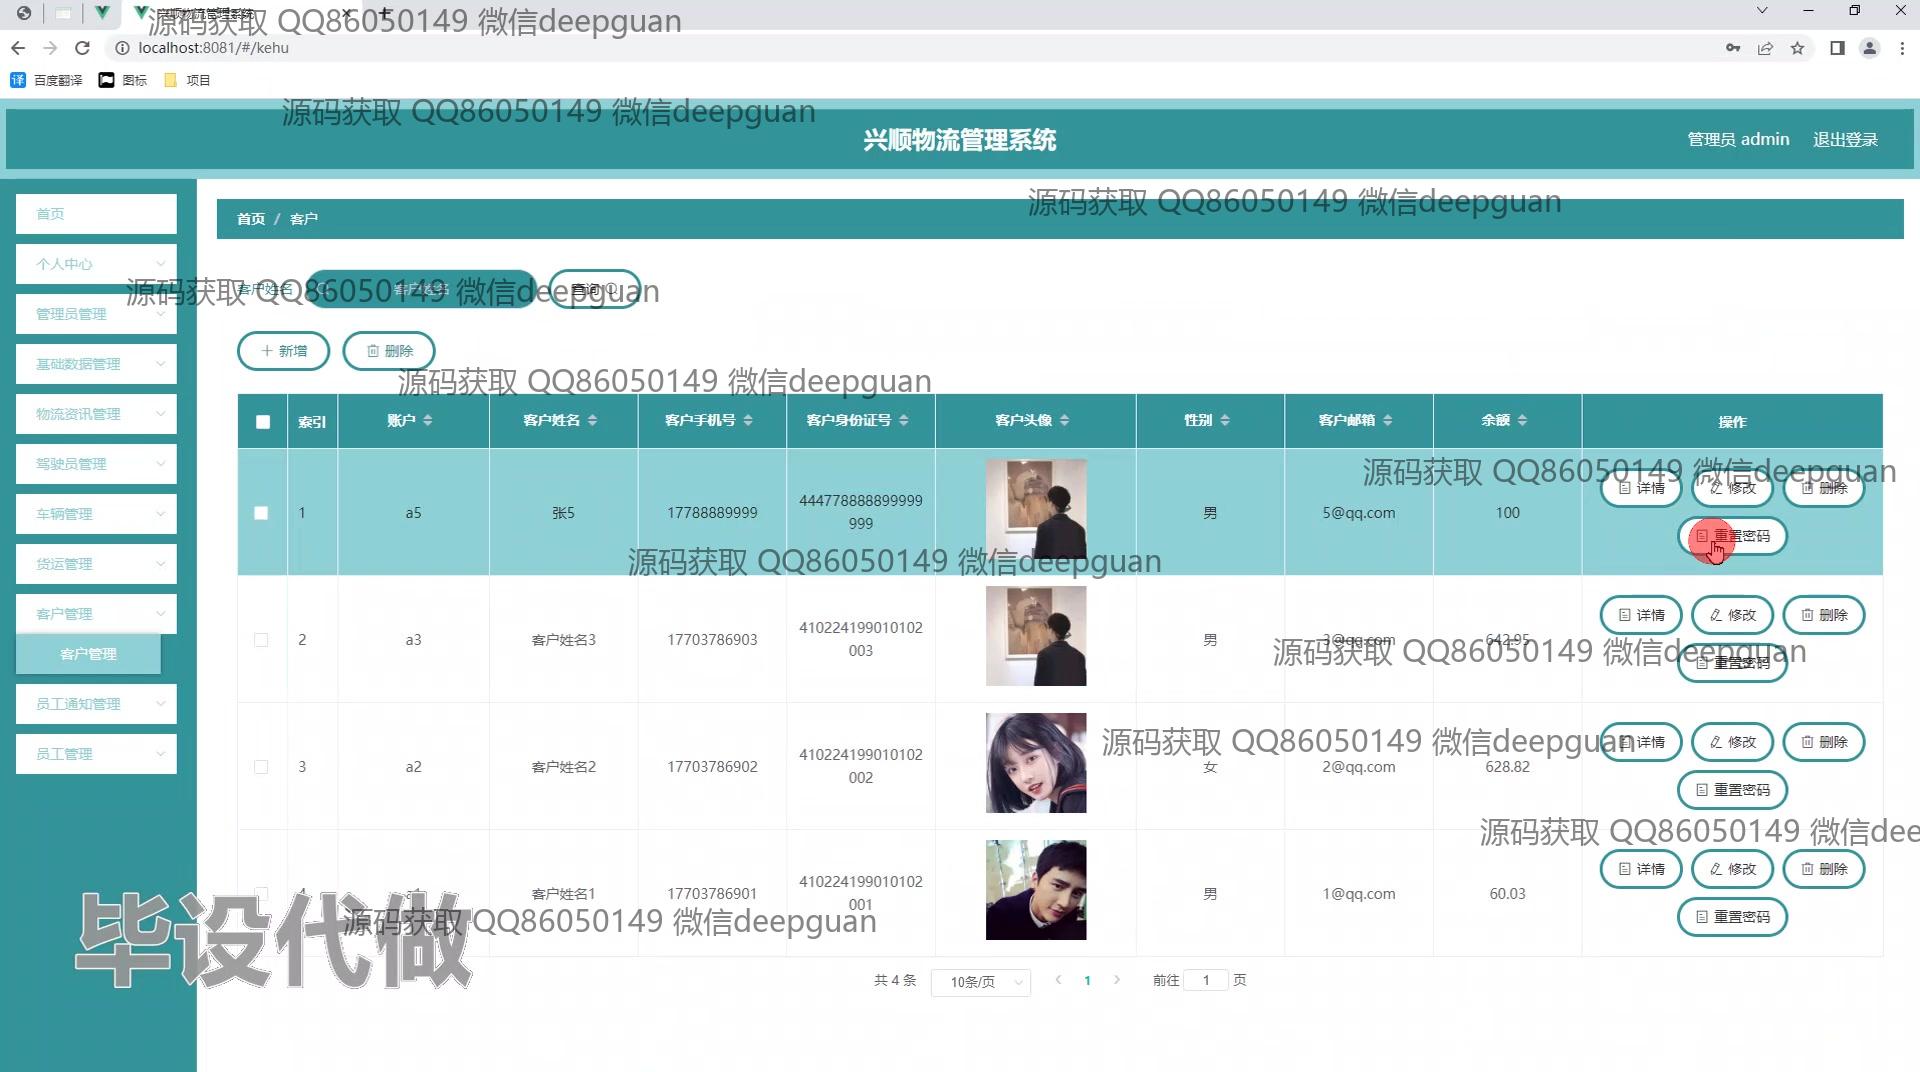 兴顺物流管理系统
源码获取 QQ86050149 微信deepguan
localhost:8081/#/kehu
百度翻译 图标 项目
源码获取 QQ86050149 微信deepguan
兴顺物流管理系统
管理员 admin 退出登录
源码获取 QQ86050149 微信deepguan
首页 / 客户
首页
个人中心
管理员管理
基础数据管理
物流资讯管理
驾驶员管理
车辆管理
货运管理
客户管理
客户管理
员工通知管理
员工管理
客户姓名 客户姓名 查询
源码获取 QQ86050149 微信deepguan
新增 删除
源码获取 QQ86050149 微信deepguan
索引 账户 客户姓名 客户手机号 客户身份证号 客户头像 性别 客户邮箱 余额 操作
源码获取 QQ86050149 微信deepguan
1 a5 张5 17788889999 444778888899999 男 5@qq.com 100 详情 修改 删除
999
重置密码
源码获取 QQ86050149 微信deepguan
2 a3 客户姓名3 17703786903 410224199010102 男 3@qq.com 642.95 详情 修改 删除
003
重置密码
源码获取 QQ86050149 微信deepguan
3 a2 客户姓名2 17703786902 410224199010102 女 2@qq.com 628.82 详情 修改 删除
002
重置密码
源码获取 QQ86050149 微信deepguan
源码获取 QQ86050149 微信dee
4 a1 客户姓名1 17703786901 410224199010102 男 1@qq.com 60.03 详情 修改 删除
001
重置密码
源码获取 QQ86050149 微信deepguan
毕设代做
共 4 条 10条/页 1 前往 1 页